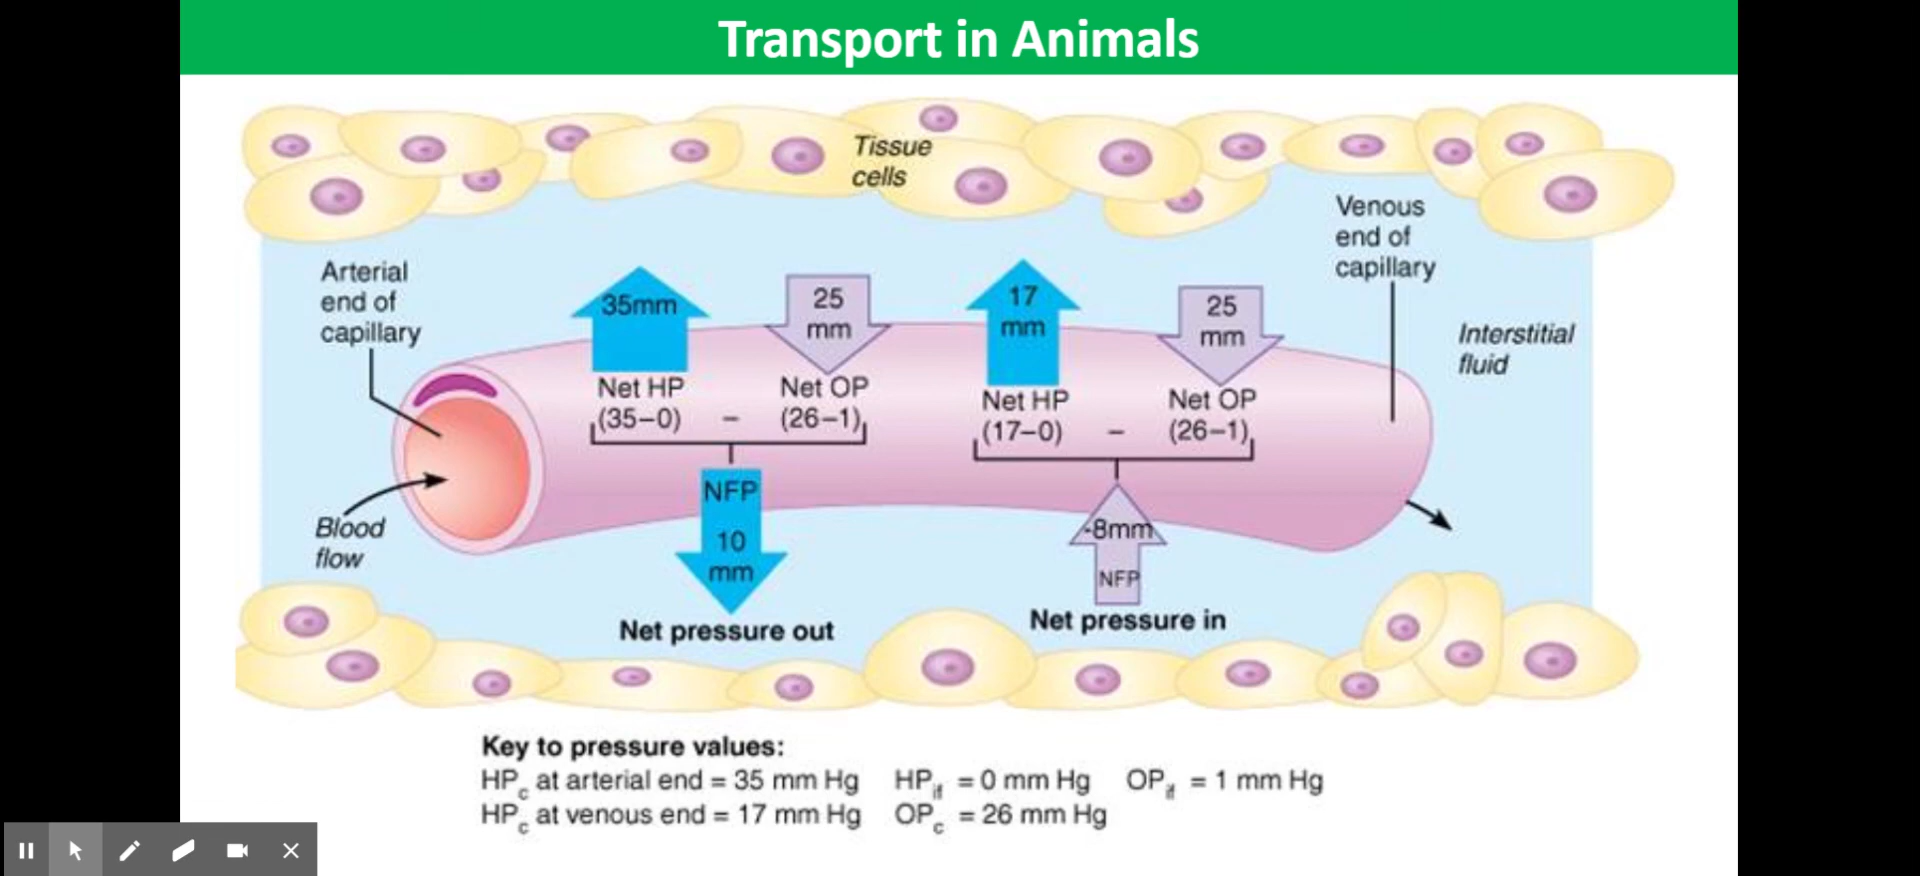 Transport in Animals
Tissue
cells
Venous
end of
capillary
Arterial
end of
capillary
35mm
25
mm
17
mm
25
mm
Interstitial
fluid
Net HP
(35–0)
–
Net OP
(26–1)
Net HP
(17–0)
–
Net OP
(26–1)
NFP
10
mm
-8mm
NFP
Blood
flow
Net pressure out
Net pressure in
Key to pressure values:
HPc at arterial end = 35 mm Hg HPif = 0 mm Hg OPif = 1 mm Hg
HPc at venous end = 17 mm Hg OPc = 26 mm Hg